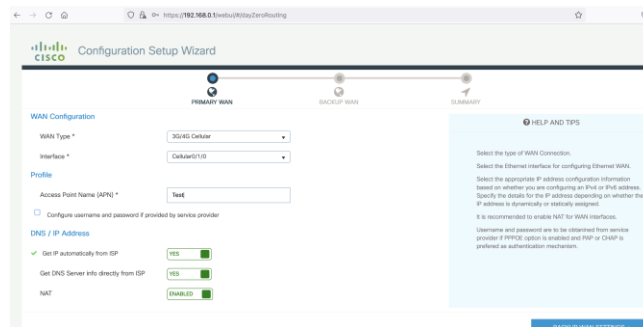 https://192.168.0.1/webui/#/dayZeroRouting
CISCO
Configuration Setup Wizard
PRIMARY WAN
BACKUP WAN
SUMMARY
WAN Configuration
WAN Type *
3G/4G Cellular
Interface *
Cellular0/1/0
Profile
Access Point Name (APN) *
Test
Configure username and password if provided by service provider
DNS / IP Address
Get IP automatically from ISP
YES
Get DNS Server info directly from ISP
YES
NAT
ENABLED
HELP AND TIPS
Select the type of WAN Connection.
Select the Ethernet interface for configuring Ethernet WAN.
Select the appropriate IP address configuration information
based on whether you are configuring an IPv4 or IPv6 address.
Specify the details for the IP address depending on whether the
IP address is dynamically or statically assigned.
It is recommended to enable NAT for WAN interfaces.
Username and password are to be obtanined from service
provider if PPPOE option is enabled and PAP or CHAP is
prefered as authentication mechanism.
BACKUP WAN SETTINGS